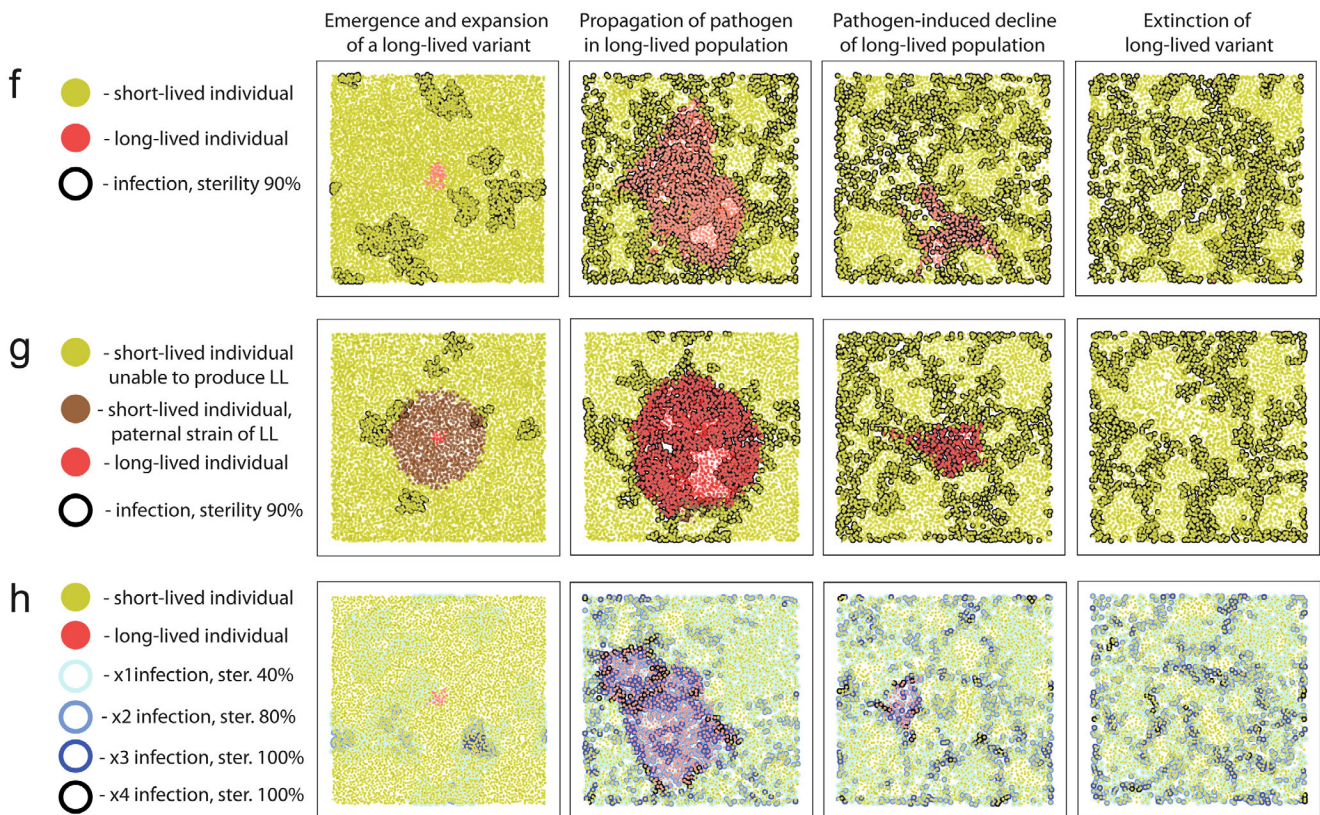 Emergence and expansion
of a long-lived variant
Propagation of pathogen
in long-lived population
Pathogen-induced decline
of long-lived population
Extinction of
long-lived variant
f
- short-lived individual
- long-lived individual
- infection, sterility 90%
g
- short-lived individual
unable to produce LL
- short-lived individual,
paternal strain of LL
- long-lived individual
- infection, sterility 90%
h
- short-lived individual
- long-lived individual
- x1infection, ster. 40%
- x2 infection, ster. 80%
- x3 infection, ster. 100%
- x4 infection, ster. 100%